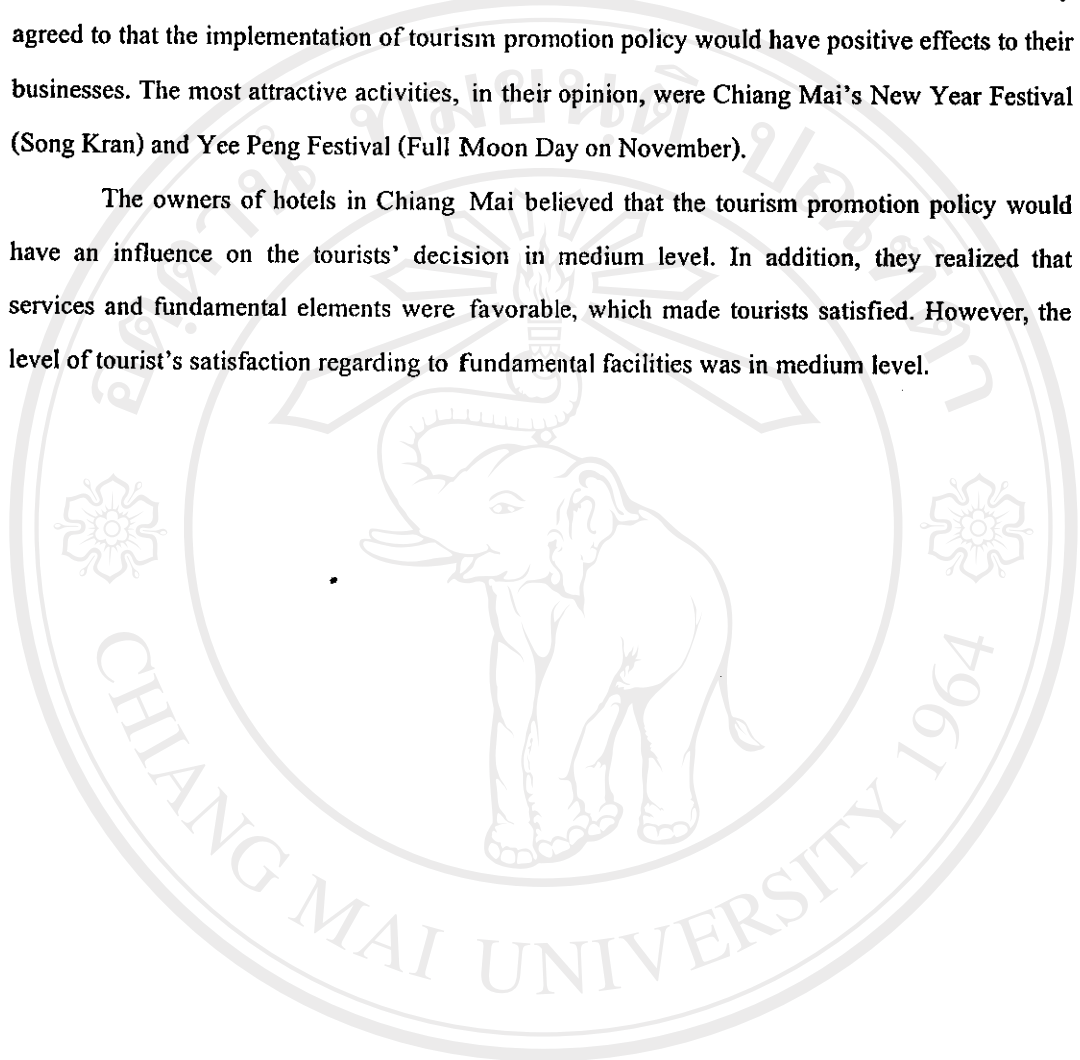 agreed to that the implementation of tourism promotion policy would have positive effects to their
businesses. The most attractive activities, in their opinion, were Chiang Mai's New Year Festival
(Song Kran) and Yee Peng Festival (Full Moon Day on November).
The owners of hotels in Chiang Mai believed that the tourism promotion policy would
have an influence on the tourists' decision in medium level. In addition, they realized that
services and fundamental elements were favorable, which made tourists satisfied. However, the
level of tourist's satisfaction regarding to fundamental facilities was in medium level.
CHIANG MAI UNIVERSITY 1964